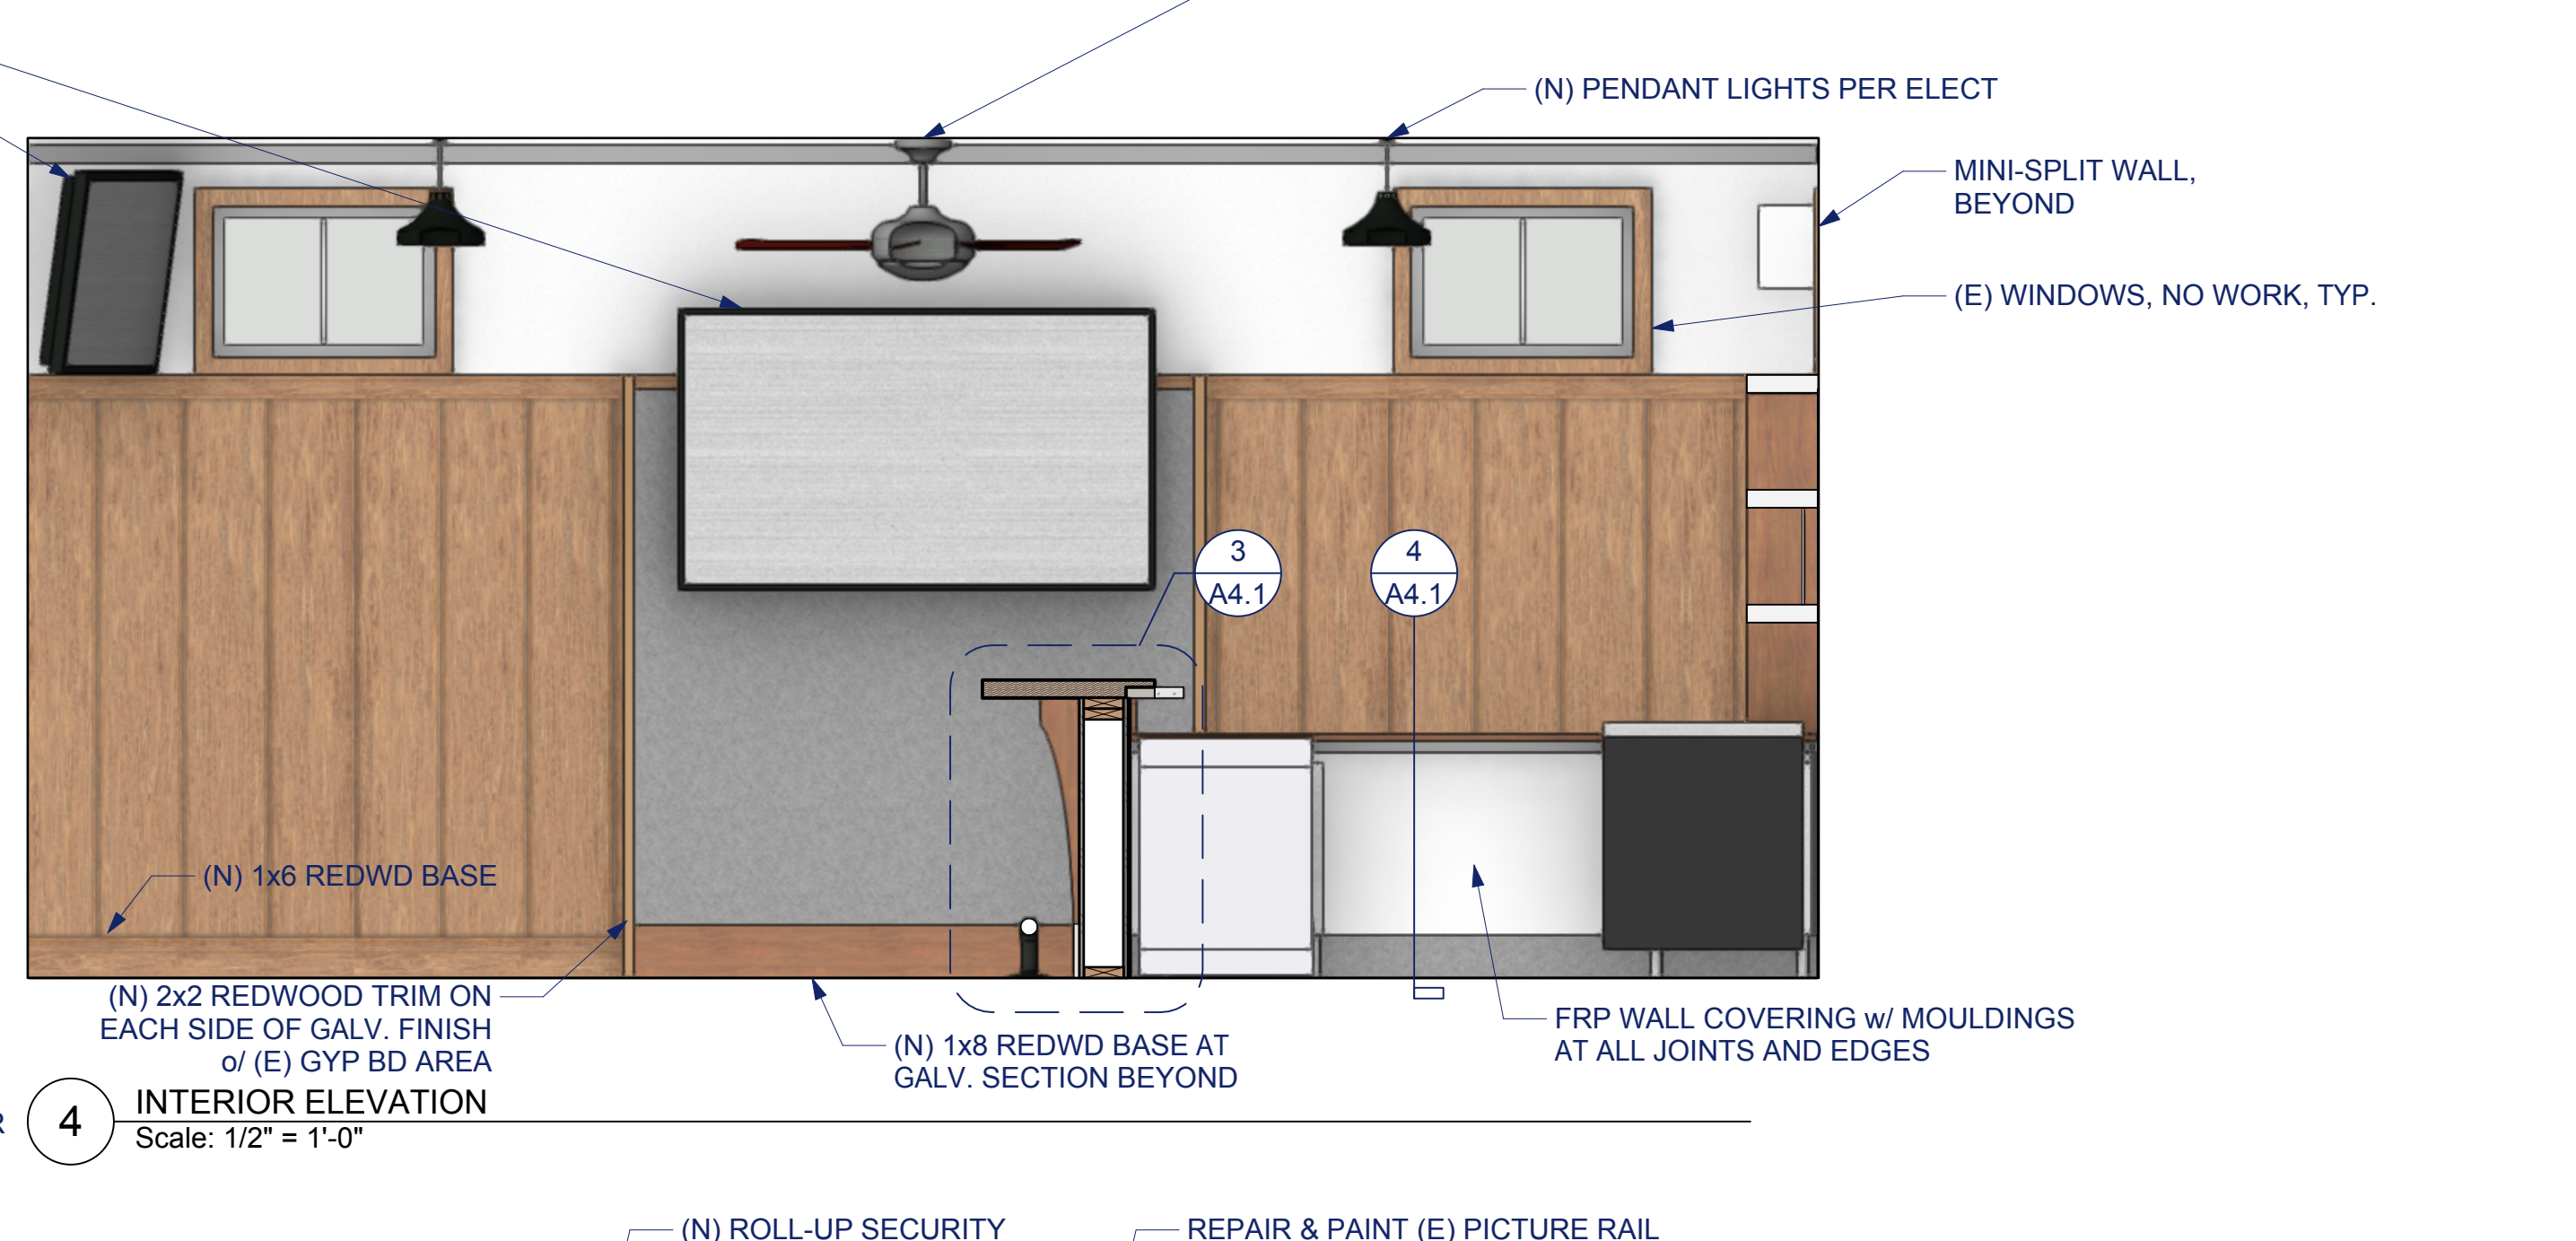 (N) PENDANT LIGHTS PER ELECT
MINI-SPLIT WALL,
BEYOND
(E) WINDOWS, NO WORK, TYP.
3
A4.1
4
A4.1
(N) 1x6 REDWD BASE
(N) 2x2 REDWOOD TRIM ON
EACH SIDE OF GALV. FINISH
o/ (E) GYP BD AREA
(N) 1x8 REDWD BASE AT
GALV. SECTION BEYOND
FRP WALL COVERING w/ MOULDINGS
AT ALL JOINTS AND EDGES
R
4
INTERIOR ELEVATION
Scale: 1/2" = 1'-0"
(N) ROLL-UP SECURITY
REPAIR & PAINT (E) PICTURE RAIL